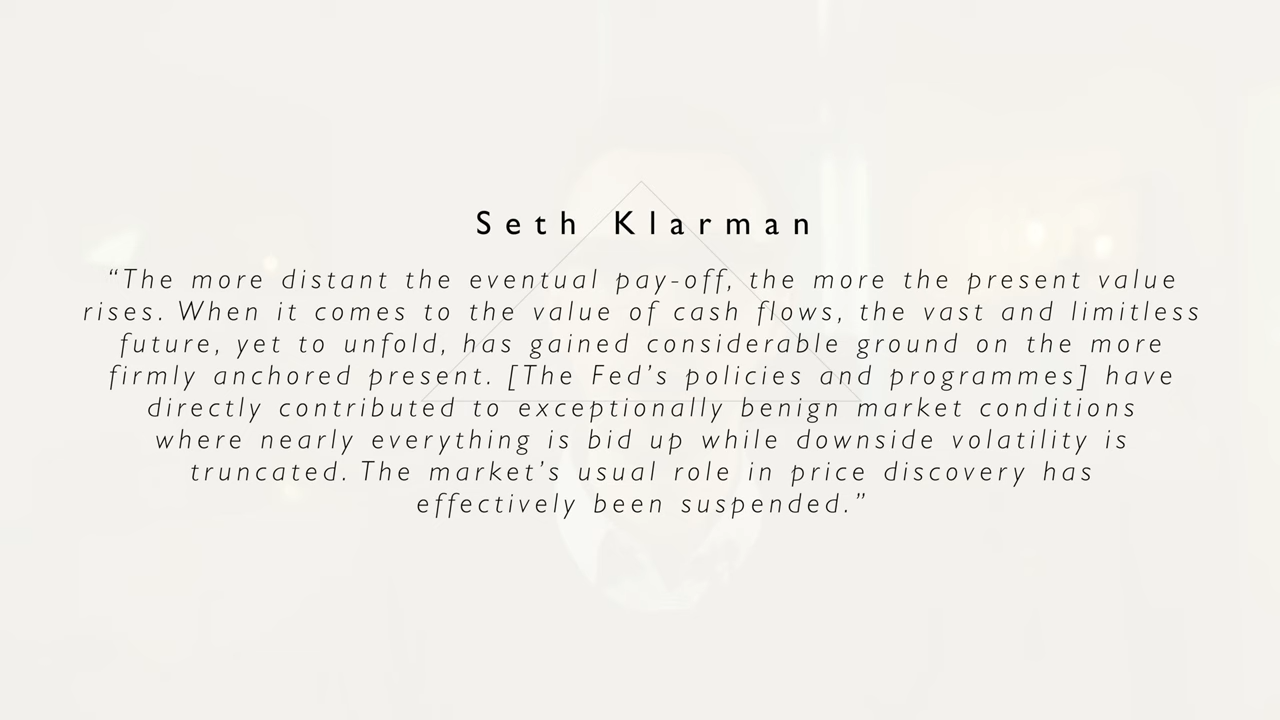 Seth Klarman
“The more distant the eventual pay-off, the more the present value
rises. When it comes to the value of cash flows, the vast and limitless
future, yet to unfold, has gained considerable ground on the more
firmly anchored present. [The Fed’s policies and programmes] have
directly contributed to exceptionally benign market conditions
where nearly everything is bid up while downside volatility is
truncated. The market’s usual role in price discovery has
effectively been suspended.”